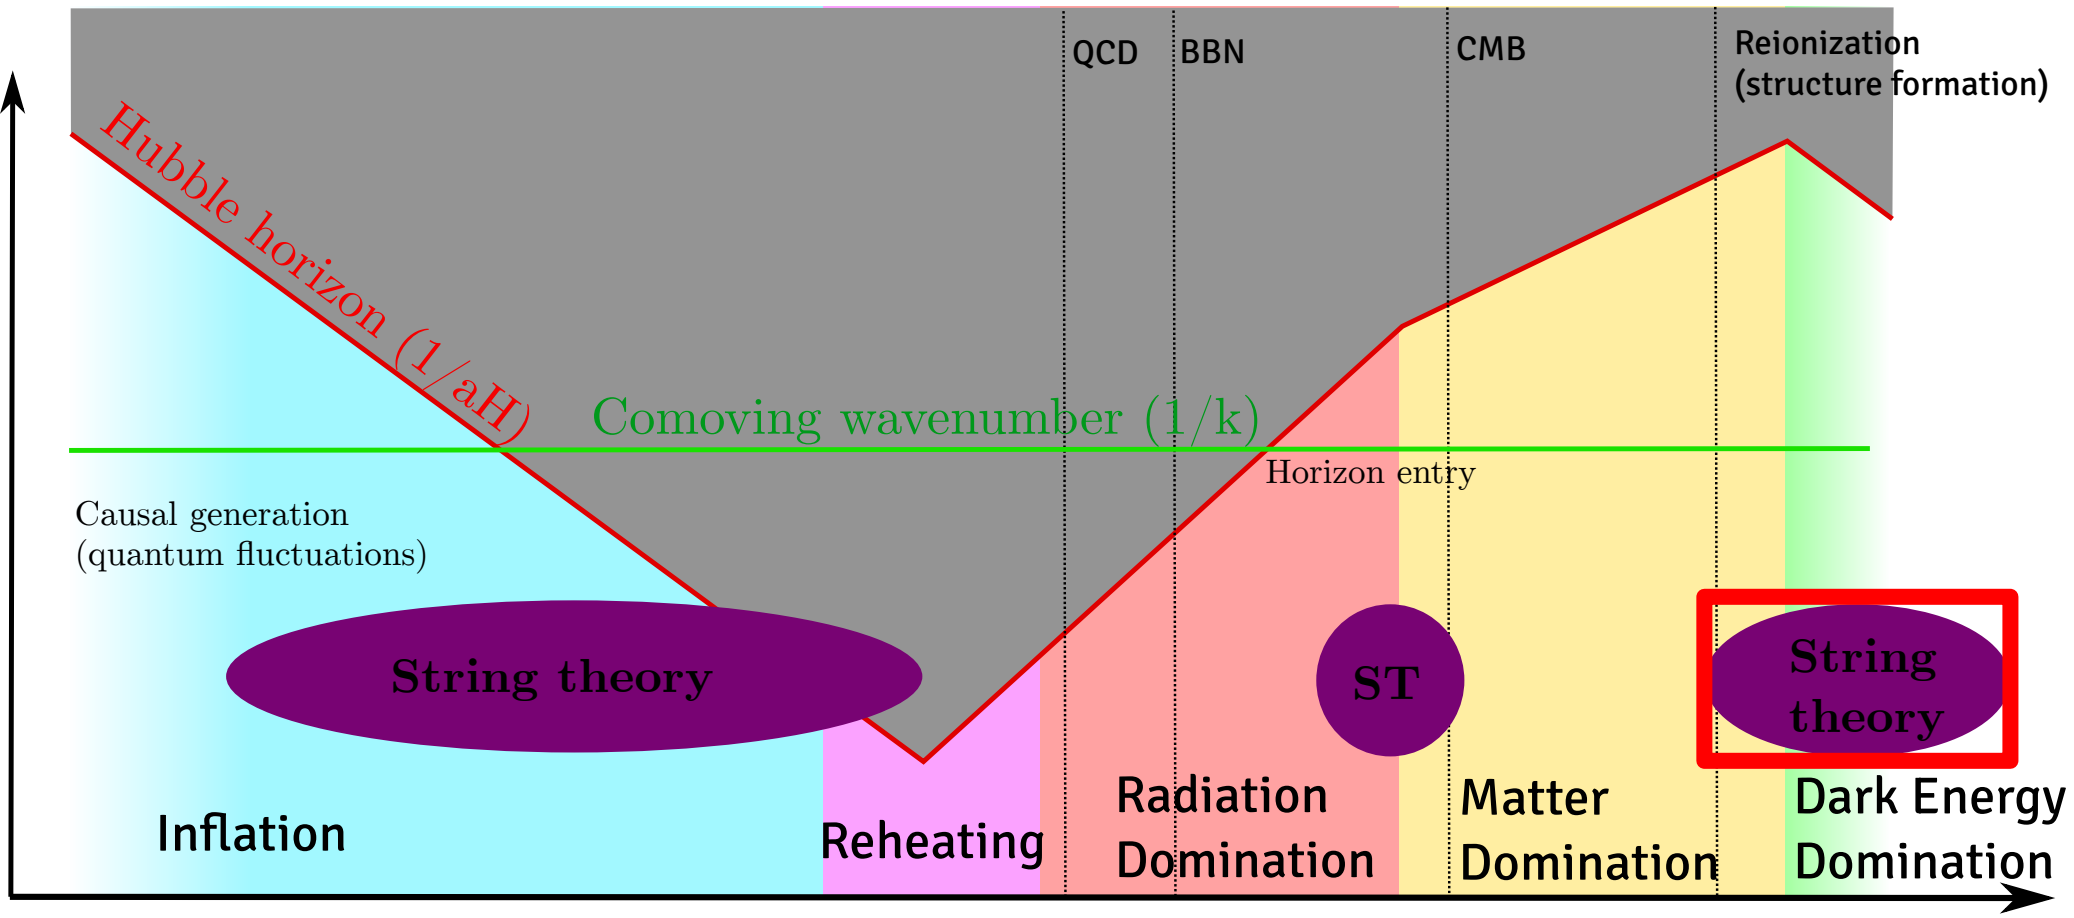 QCD
BBN
CMB
Reionization
(structure formation)
Hubble horizon (1/aH)
Comoving wavenumber (1/k)
Horizon entry
Causal generation
(quantum fluctuations)
String theory
ST
String
theory
Inflation
Reheating
Radiation
Domination
Matter
Domination
Dark Energy
Domination